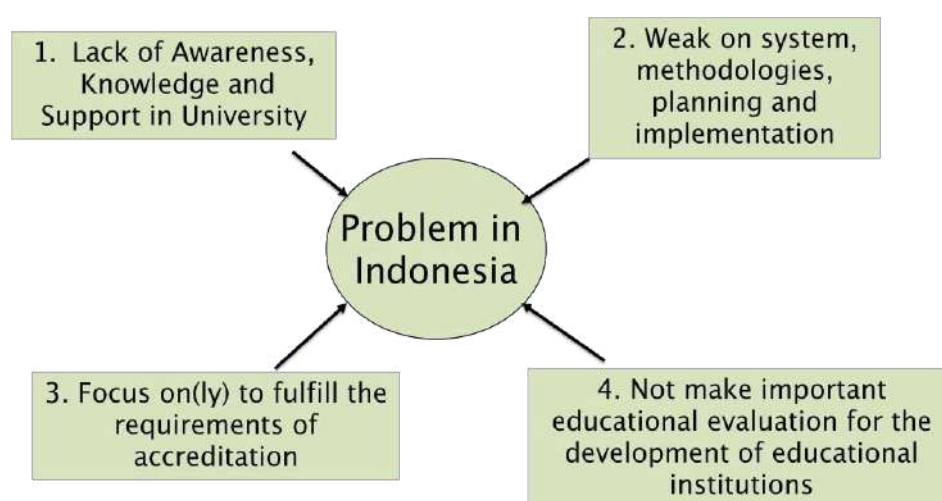 1. Lack of Awareness,
Knowledge and
Support in University
2. Weak on system,
methodologies,
planning and
implementation
Problem in
Indonesia
3. Focus on(ly) to fulfill the
requirements of
accreditation
4. Not make important
educational evaluation for the
development of educational
institutions